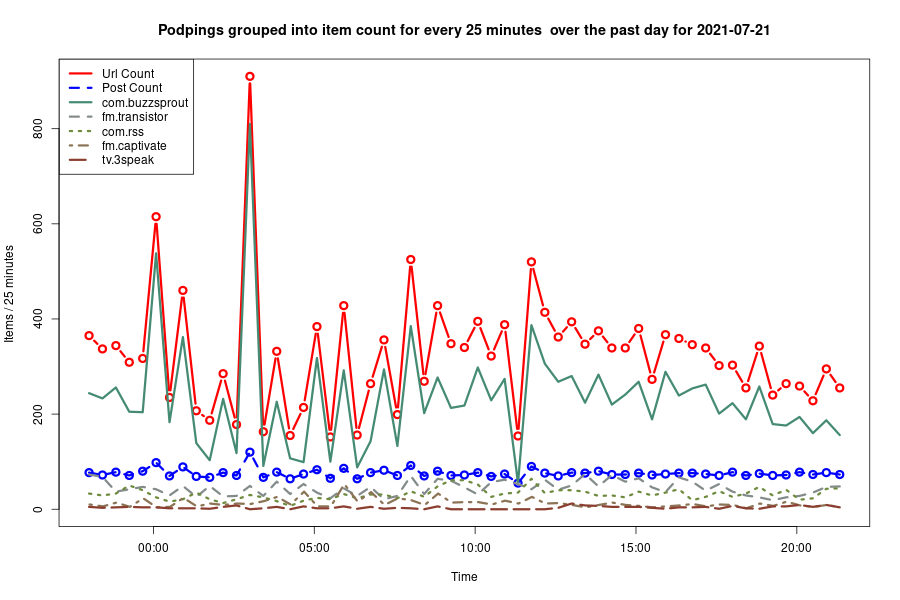 Podpings grouped into item count for every 25 minutes  over the past day for 2021-07-21
Url Count
Post Count
com.buzzsprout
fm.transistor
com.rss
fm.captivate
tv.3speak
Items / 25 minutes
800
600
400
200
0
00:00
05:00
10:00
15:00
20:00
Time